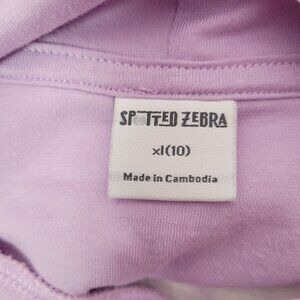 SPOTTED ZEBRA
xl(10)
Made in Cambodia